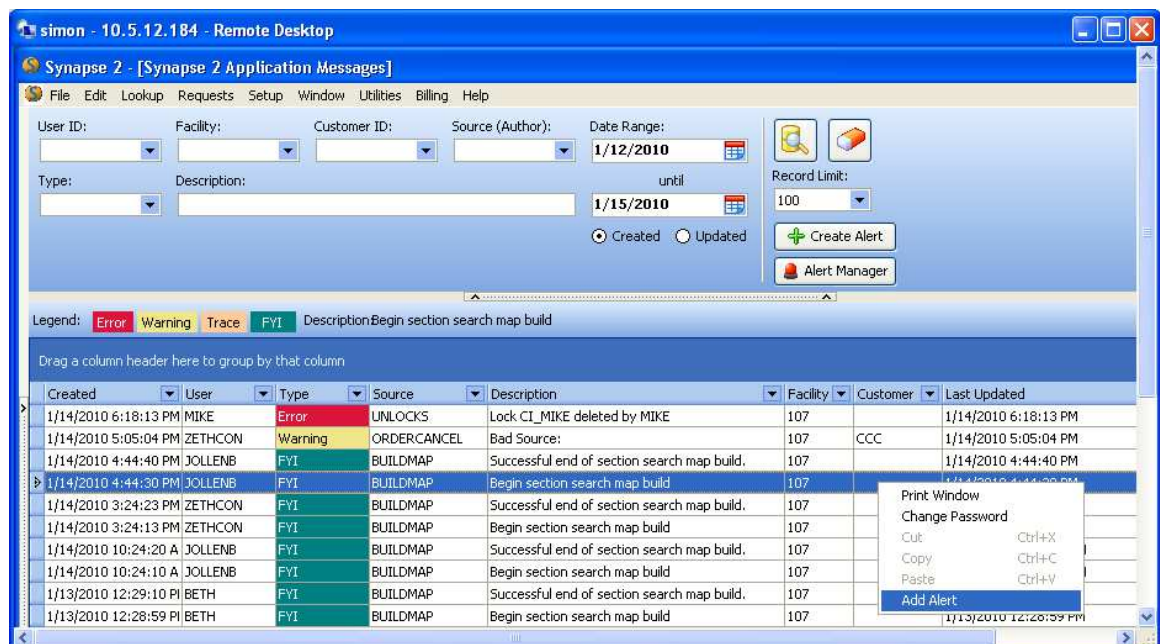 simon - 10.5.12.184 - Remote Desktop
Synapse 2 - [Synapse 2 Application Messages]
File Edit Lookup Requests Setup Window Utilities Billing Help
User ID: Facility: Customer ID: Source (Author): Date Range:
1/12/2010
Type: Description: until Record Limit:
1/15/2010 100
Created Updated Create Alert
Alert Manager
Legend: Error Warning Trace FYI Description:Begin section search map build
Drag a column header here to group by that column
Created User Type Source Description Facility Customer Last Updated
1/14/2010 6:18:13 PM MIKE Error UNLOCKS Lock CI_MIKE deleted by MIKE 107 1/14/2010 6:18:13 PM
1/14/2010 5:05:04 PM ZETHCON Warning ORDERCANCEL Bad Source: 107 CCC 1/14/2010 5:05:04 PM
1/14/2010 4:44:40 PM JOLLENB FYI BUILDMAP Successful end of section search map build. 107 1/14/2010 4:44:40 PM
1/14/2010 4:44:30 PM JOLLENB FYI BUILDMAP Begin section search map build 107
1/14/2010 3:24:23 PM ZETHCON FYI BUILDMAP Successful end of section search map build. 107
1/14/2010 3:24:13 PM ZETHCON FYI BUILDMAP Begin section search map build 107
1/14/2010 10:24:20 A JOLLENB FYI BUILDMAP Successful end of section search map build. 107
1/14/2010 10:24:10 A JOLLENB FYI BUILDMAP Begin section search map build 107
1/13/2010 12:29:10 PI BETH FYI BUILDMAP Successful end of section search map build. 107
1/13/2010 12:28:59 PI BETH FYI BUILDMAP Begin section search map build 107 1/13/2010 12:28:59 PM
Print Window
Change Password
Cut Ctrl+X
Copy Ctrl+C
Paste Ctrl+V
Add Alert